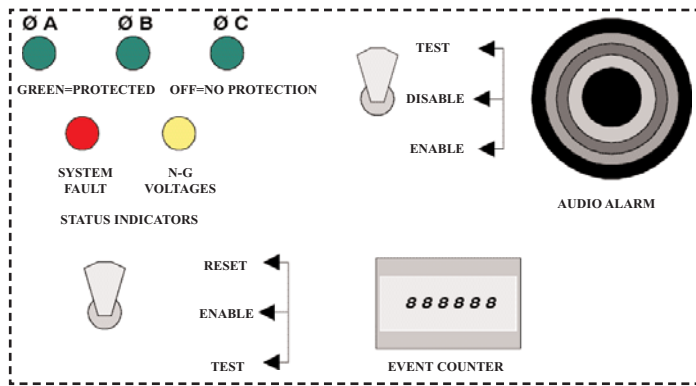 Ø A Ø B Ø C
GREEN=PROTECTED OFF=NO PROTECTION
SYSTEM
FAULT
N-G
VOLTAGES
STATUS INDICATORS
TEST
DISABLE
ENABLE
AUDIO ALARM
RESET
ENABLE
TEST
888888
EVENT COUNTER